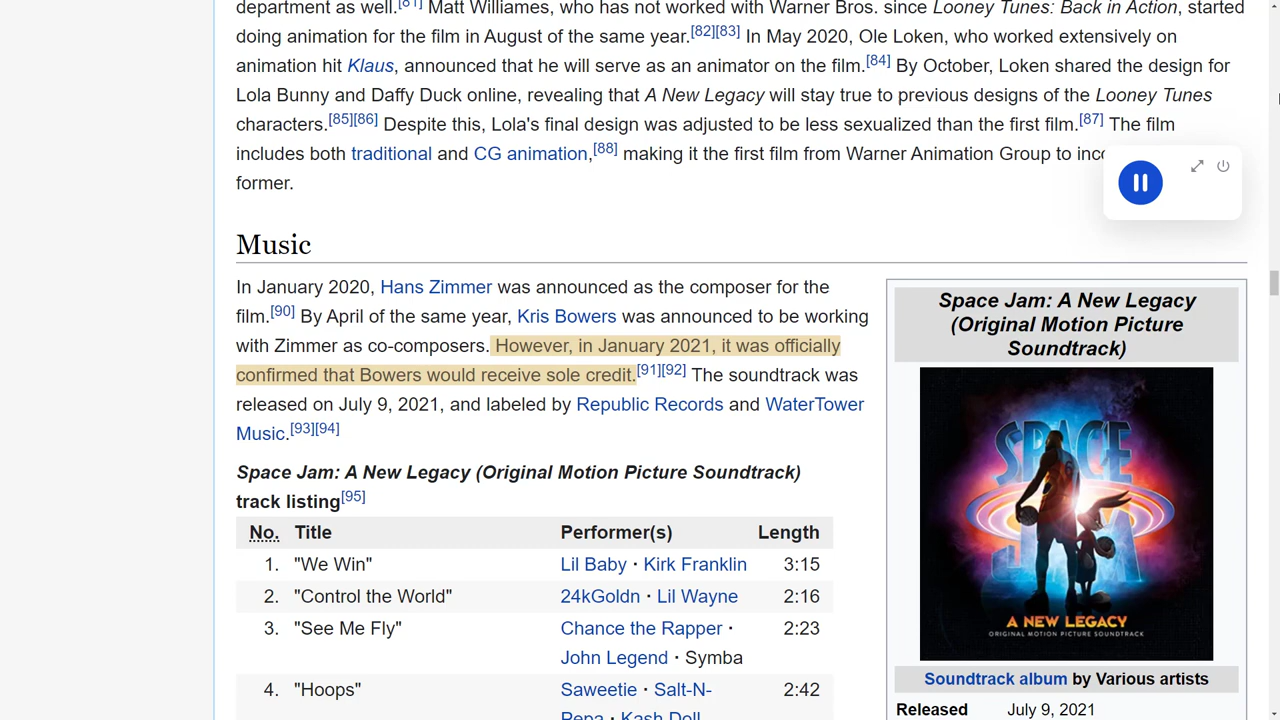 department as well.[81] Matt Williames, who has not worked with Warner Bros. since Looney Tunes: Back in Action, started
doing animation for the film in August of the same year.[82][83] In May 2020, Ole Loken, who worked extensively on
animation hit Klaus, announced that he will serve as an animator on the film.[84] By October, Loken shared the design for
Lola Bunny and Daffy Duck online, revealing that A New Legacy will stay true to previous designs of the Looney Tunes
characters.[85][86] Despite this, Lola's final design was adjusted to be less sexualized than the first film.[87] The film
includes both traditional and CG animation,[88] making it the first film from Warner Animation Group to
former.
Music
In January 2020, Hans Zimmer was announced as the composer for the
film.[90] By April of the same year, Kris Bowers was announced to be working
with Zimmer as co-composers. However, in January 2021, it was officially
confirmed that Bowers would receive sole credit.[91][92] The soundtrack was
released on July 9, 2021, and labeled by Republic Records and WaterTower
Music.[93][94]
Space Jam: A New Legacy (Original Motion Picture Soundtrack)
track listing[95]
No. Title Performer(s) Length
1. "We Win" Lil Baby · Kirk Franklin 3:15
2. "Control the World" 24kGoldn · Lil Wayne 2:16
3. "See Me Fly" Chance the Rapper · 2:23
John Legend · Symba
4. "Hoops" Saweetie · Salt-N- 2:42
Pepa · Kash Doll
Space Jam: A New Legacy
(Original Motion Picture
Soundtrack)
SPACE
JAM
A NEW LEGACY
ORIGINAL MOTION PICTURE SOUNDTRACK
Soundtrack album by Various artists
Released July 9, 2021